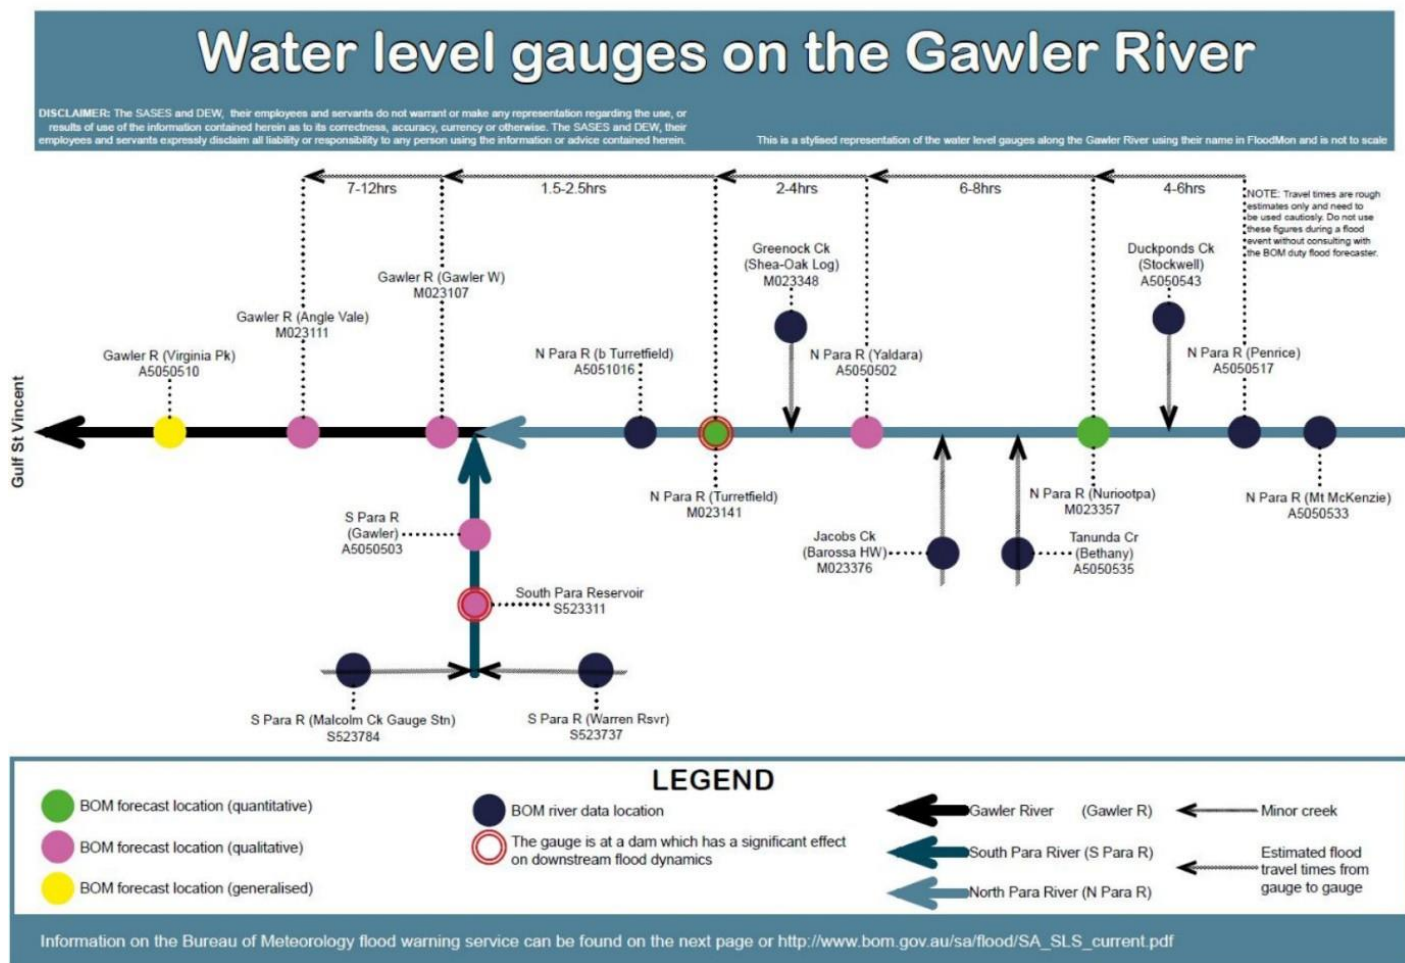 Water level gauges on the Gawler River
DISCLAIMER: The SASES and DEW, their employees and servants do not warrant or make any representation regarding the use, or
results of use of the information contained herein as to its correctness, accuracy, currency or otherwise. The SASES and DEW, their
employees and servants expressly disclaim all liability or responsibility to any person using the information or advice contained herein.
This is a stylised representation of the water level gauges along the Gawler River using their name in FloodMon and is not to scale
7-12hrs
1.5-2.5hrs
2-4hrs
6-8hrs
4-6hrs
NOTE: Travel times are rough
estimates only and need to
be used cautiosly. Do not use
these figures during a flood
event without consulting with
the BOM duty flood forecaster.
Greenock Ck
(Shea-Oak Log)
M023348
Duckponds Ck
(Stockwell)
A5050543
Gawler R (Gawler W)
M023107
Gawler R (Angle Vale)
M023111
Gawler R (Virginia Pk)
A5050510
N Para R (b Turretfield)
A5051016
N Para R (Yaldara)
A5050502
N Para R (Penrice)
A5050517
Gulf St Vincent
N Para R (Turretfield)
M023141
N Para R (Nuriootpa)
M023357
N Para R (Mt McKenzie)
A5050533
S Para R
(Gawler)
A5050503
Jacobs Ck
(Barossa HW)
M023376
Tanunda Cr
(Bethany)
A5050535
South Para Reservoir
S523311
S Para R (Malcolm Ck Gauge Stn)
S523784
S Para R (Warren Rsvr)
S523737
LEGEND
BOM forecast location (quantitative)
BOM forecast location (qualitative)
BOM forecast location (generalised)
BOM river data location
The gauge is at a dam which has a significant effect
on downstream flood dynamics
Gawler River (Gawler R)
South Para River (S Para R)
North Para River (N Para R)
Minor creek
Estimated flood
travel times from
gauge to gauge
Information on the Bureau of Meteorology flood warning service can be found on the next page or http://www.bom.gov.au/sa/flood/SA_SLS_current.pdf